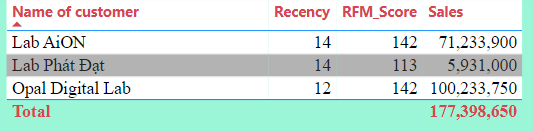 Name of customer Recency RFM_Score Sales
Lab AiON 14 142 71,233,900
Lab Phát Đạt 14 113 5,931,000
Opal Digital Lab 12 142 100,233,750
Total 177,398,650